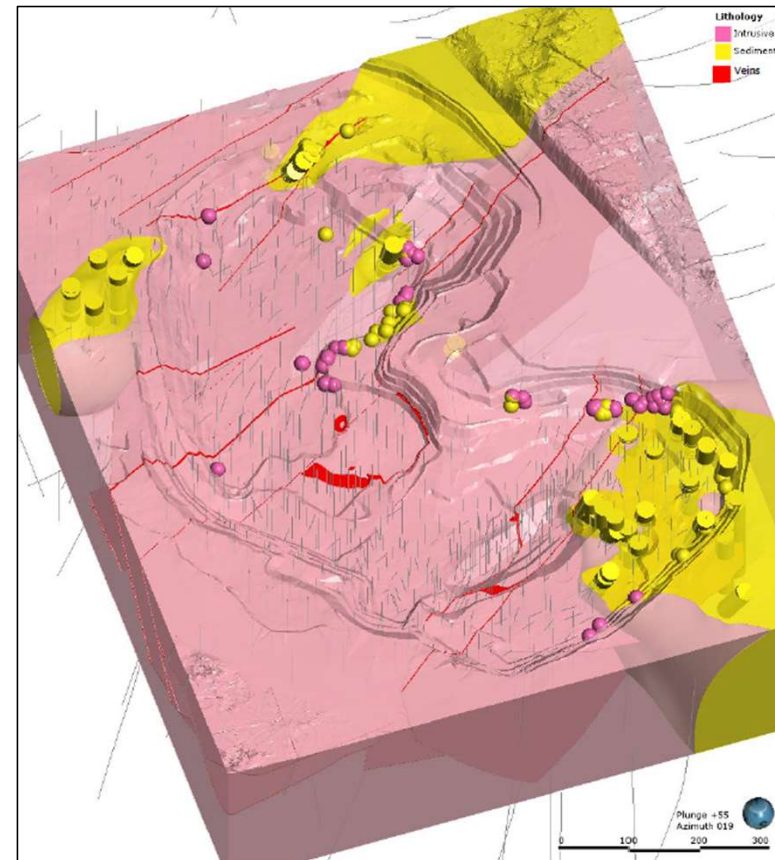 Lithology
Intrusive
Sediment
Veins
Plunge +55
Azimuth 019
0 100 200 300